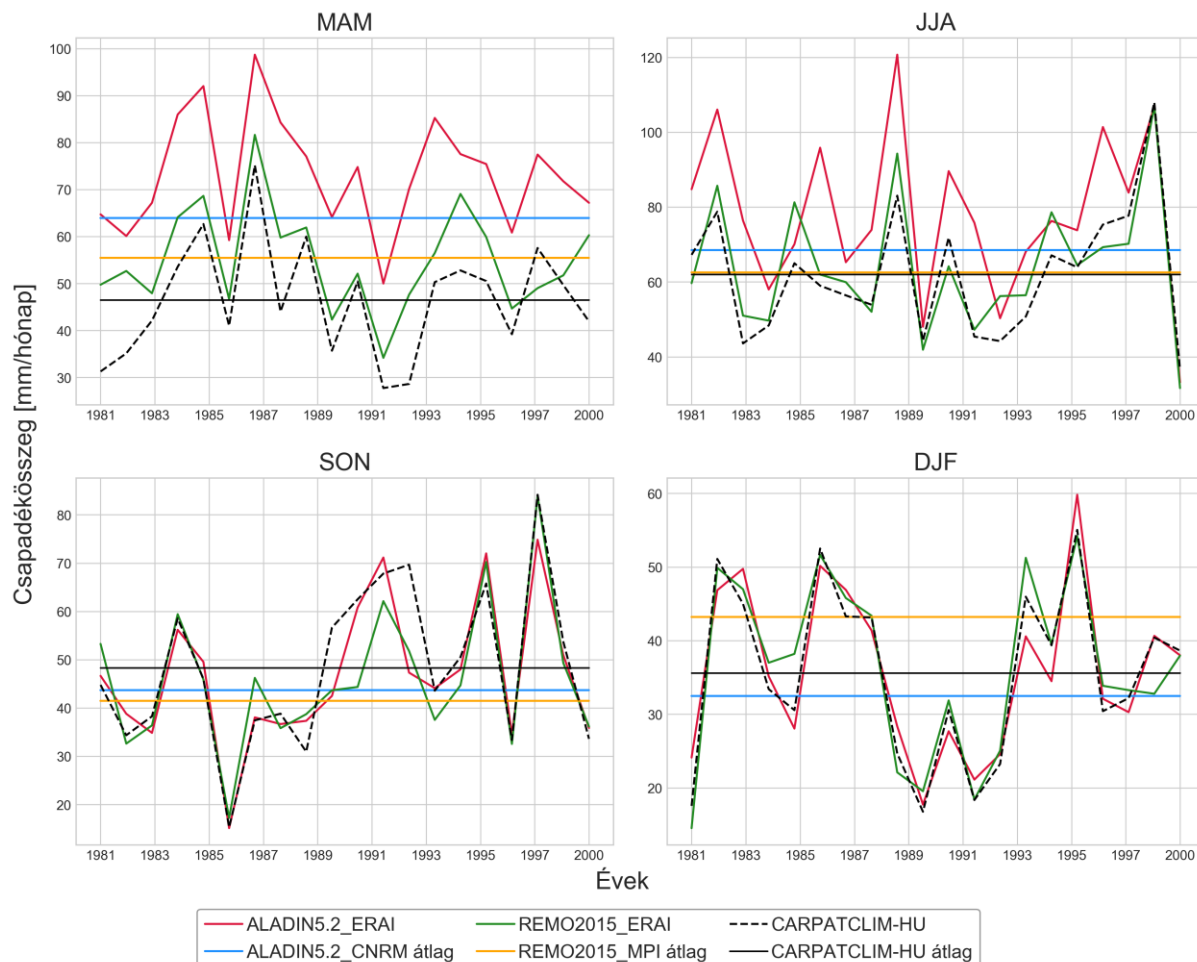 MAM
JJA
100
90
80
70
60
50
40
30
1981 1983 1985 1987 1989 1991 1993 1995 1997 2000
120
100
80
60
40
1981 1983 1985 1987 1989 1991 1993 1995 1997 2000
Csapadékösszeg [mm/hónap]
SON
DJF
80
70
60
50
40
30
20
1981 1983 1985 1987 1989 1991 1993 1995 1997 2000
60
50
40
30
20
1981 1983 1985 1987 1989 1991 1993 1995 1997 2000
Évek
ALADIN5.2_ERAI REMO2015_ERAI CARPATCLIM-HU
ALADIN5.2_CNRM átlag REMO2015_MPI átlag CARPATCLIM-HU átlag